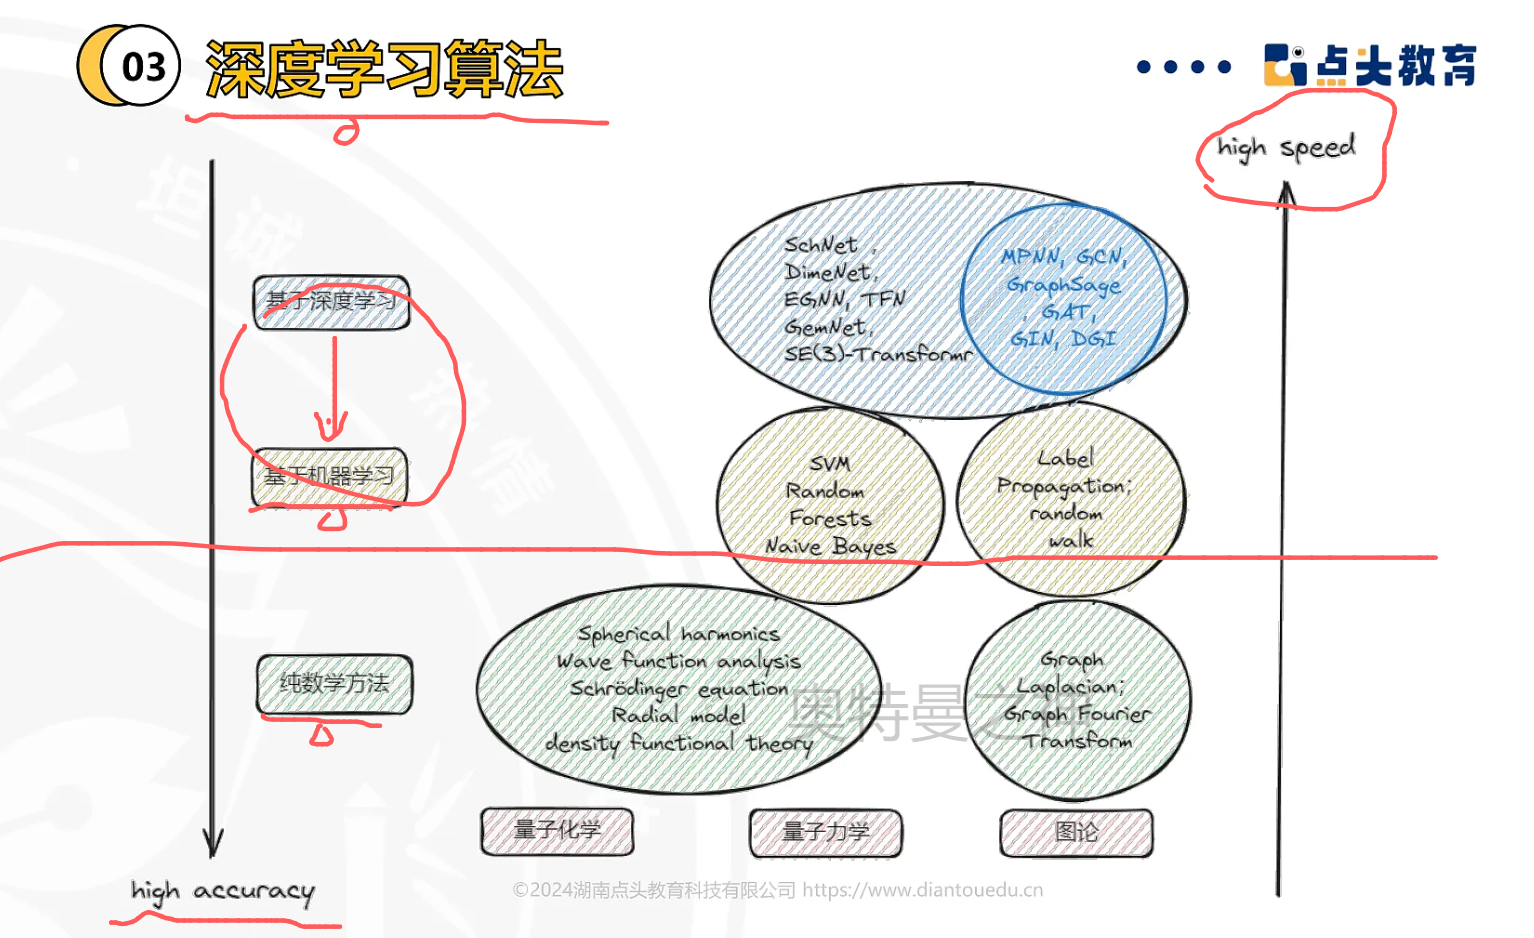 03 深度学习算法
点头教育
high speed
坦诚
热情
基于深度学习
SchNet ,
DimeNet,
EGNN, TFN
GemNet,
SE(3)-Transformr
MPNN, GCN,
GraphSage
, GAT,
GIN, DGI
基于机器学习
SVM
Random
Forests
Naive Bayes
Label
Propagation;
random
walk
纯数学方法
Spherical harmonics
Wave function analysis
Schrödinger equation
Radial model
density functional theory
Graph
Laplacian;
Graph Fourier
Transform
量子化学
量子力学
图论
high accuracy
©2024湖南点头教育科技有限公司 https://www.diantouedu.cn